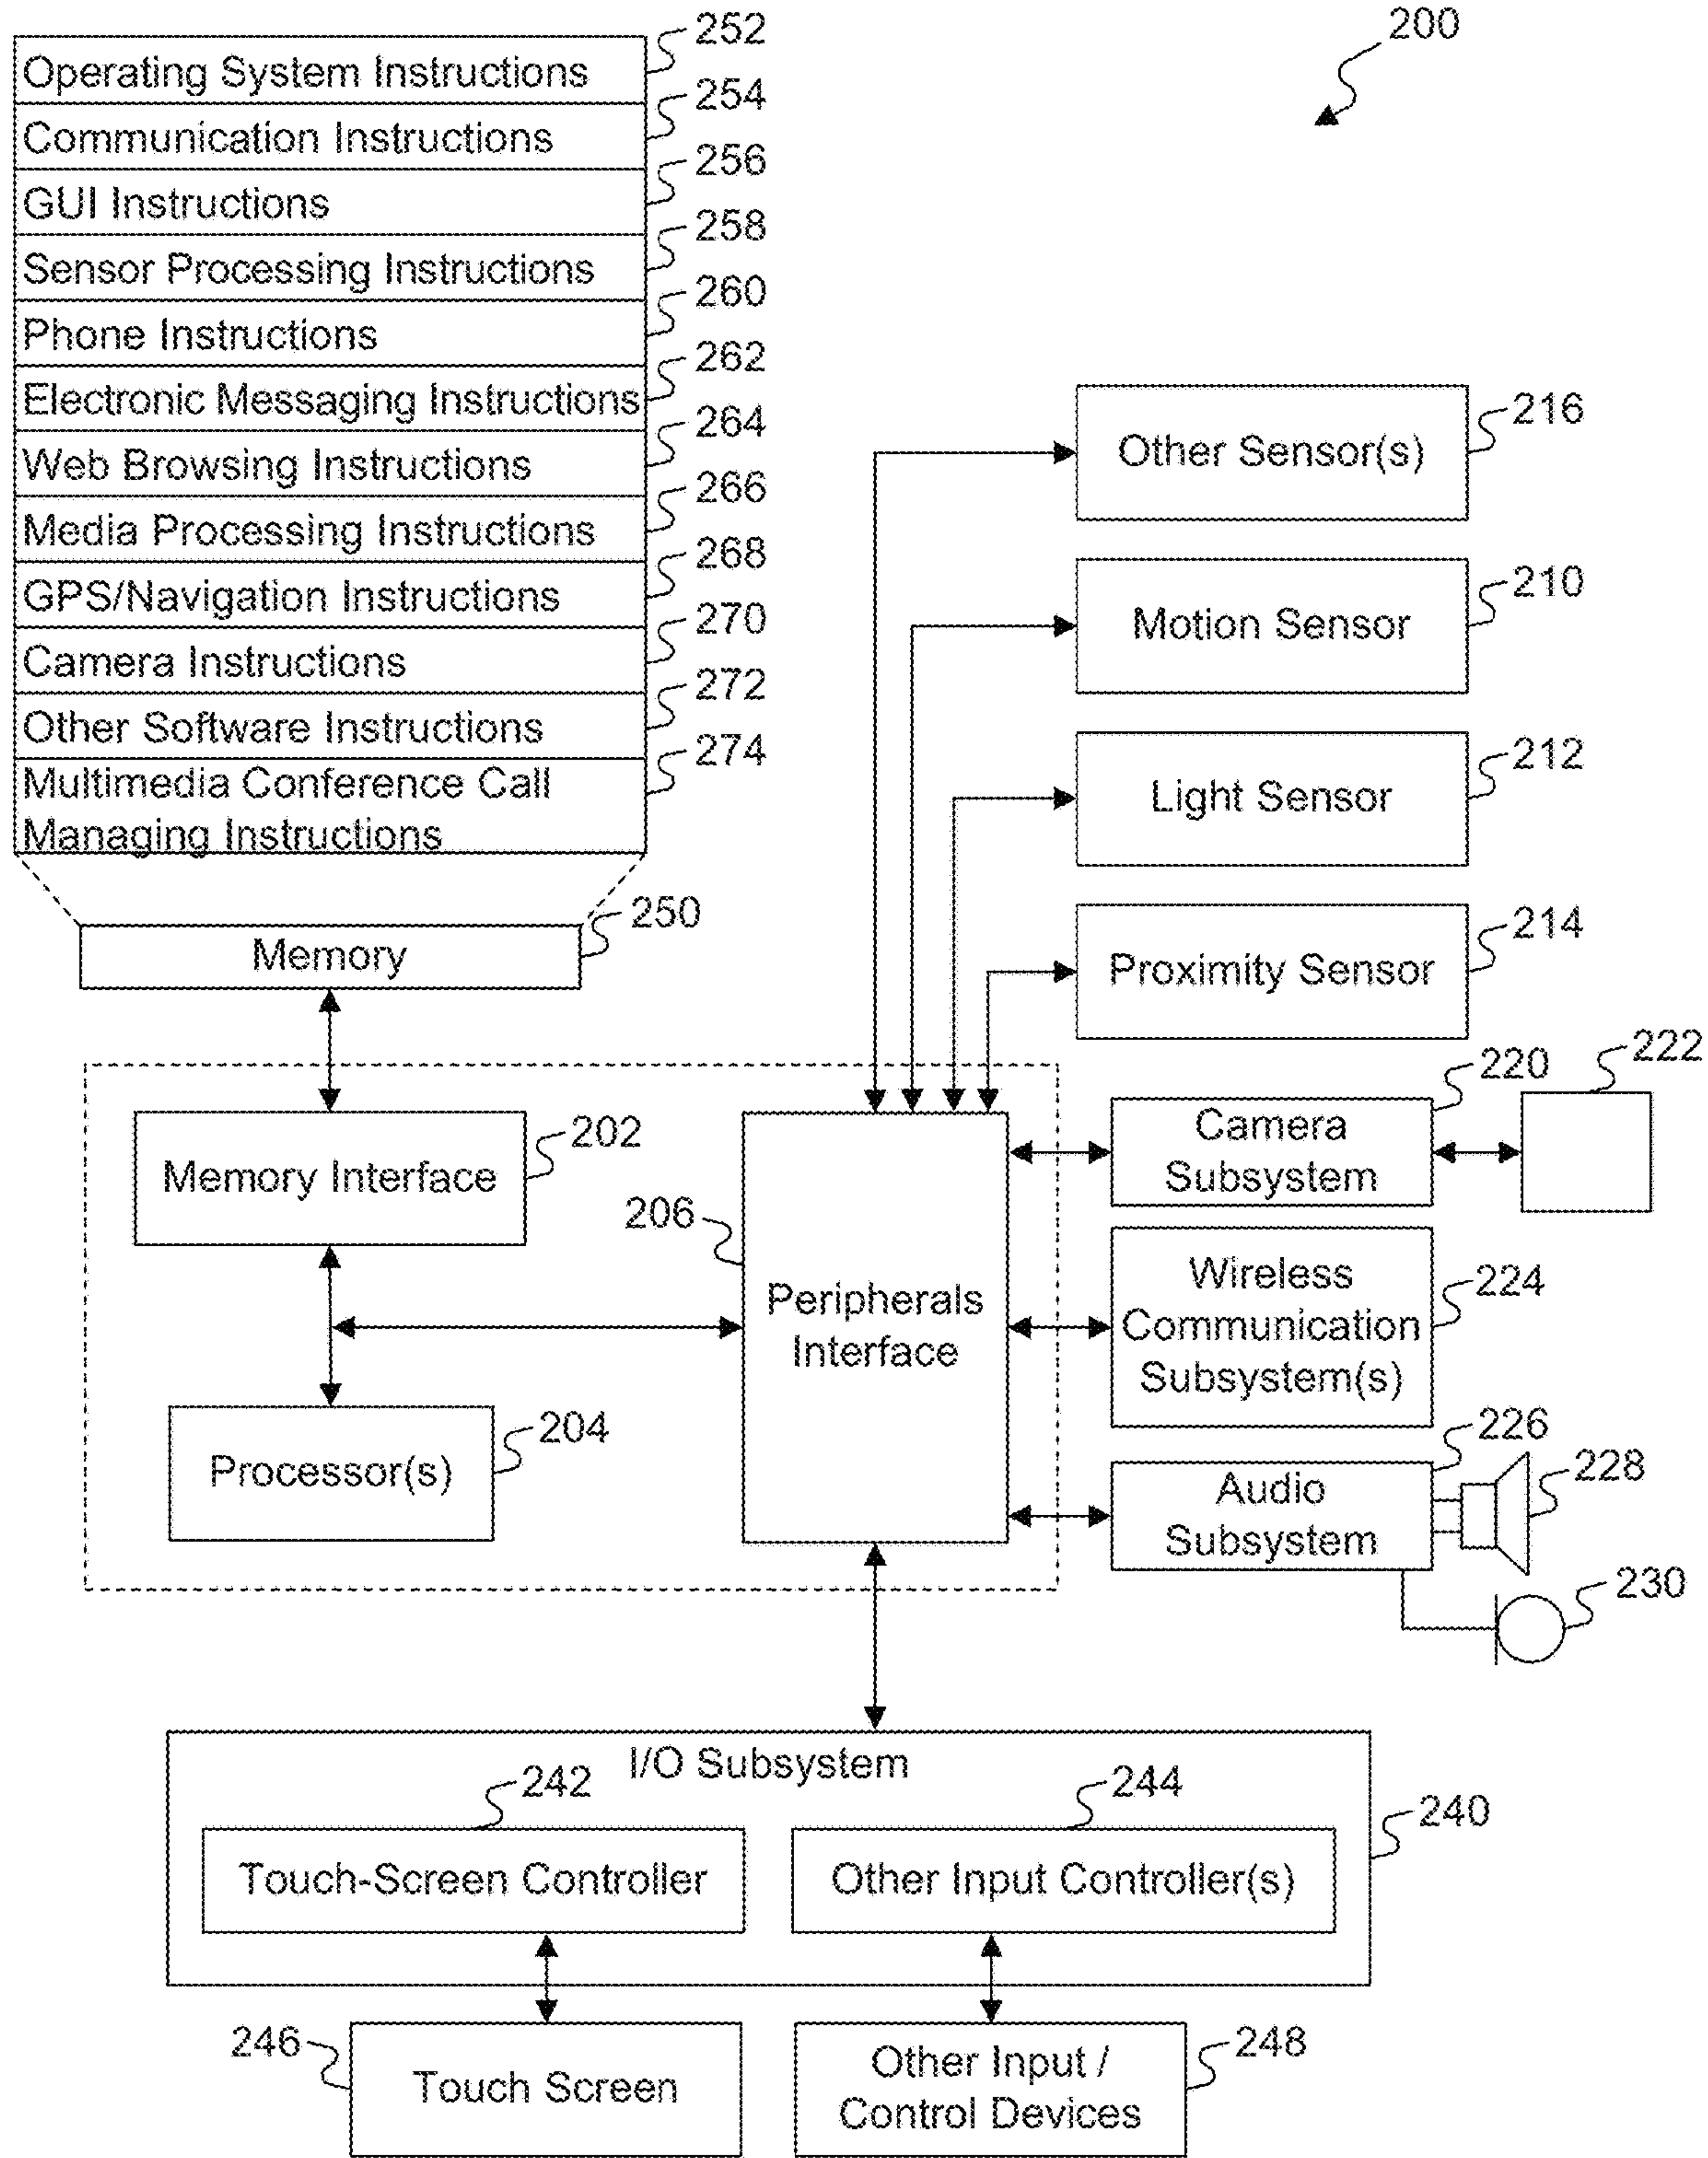 200
252
Operating System Instructions
254
Communication Instructions
256
GUI Instructions
258
Sensor Processing Instructions
260
Phone Instructions
262
Electronic Messaging Instructions
264
Web Browsing Instructions
266
Media Processing Instructions
268
GPS/Navigation Instructions
270
Camera Instructions
272
Other Software Instructions
274
Multimedia Conference Call
Managing Instructions
250
Memory
216
Other Sensor(s)
210
Motion Sensor
212
Light Sensor
214
Proximity Sensor
202
Memory Interface
204
Processor(s)
206
Peripherals
Interface
220
Camera
Subsystem
222
224
Wireless
Communication
Subsystem(s)
226
Audio
Subsystem
228
230
I/O Subsystem
240
242
Touch-Screen Controller
244
Other Input Controller(s)
246
Touch Screen
248
Other Input /
Control Devices